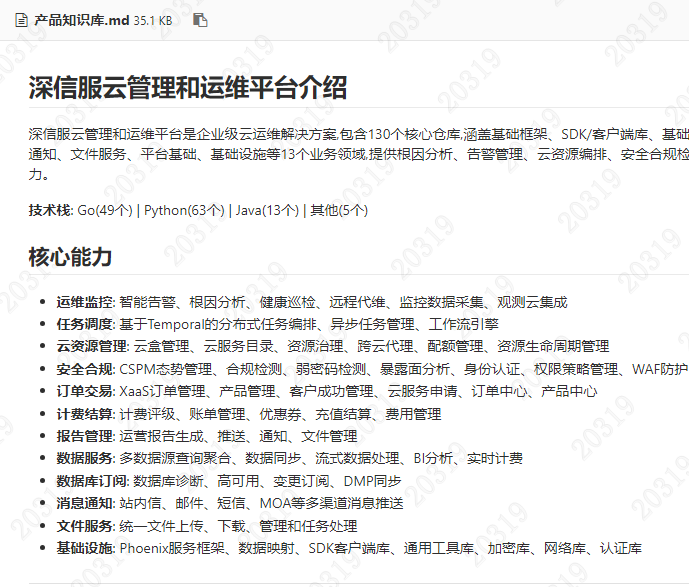 产品知识库.md 35.1 KB
深信服云管理和运维平台介绍
深信服云管理和运维平台是企业级云运维解决方案,包含130个核心仓库,涵盖基础框架、SDK/客户端库、基础
通知、文件服务、平台基础、基础设施等13个业务领域,提供根因分析、告警管理、云资源编排、安全合规检
力。
技术栈: Go(49个) | Python(63个) | Java(13个) | 其他(5个)
核心能力
运维监控: 智能告警、根因分析、健康巡检、远程代维、监控数据采集、观测云集成
任务调度: 基于Temporal的分布式任务编排、异步任务管理、工作流引擎
云资源管理: 云盒管理、云服务目录、资源治理、跨云代理、配额管理、资源生命周期管理
安全合规: CSPM态势管理、合规检测、弱密码检测、暴露面分析、身份认证、权限策略管理、WAF防护
订单交易: XaaS订单管理、产品管理、客户成功管理、云服务申请、订单中心、产品中心
计费结算: 计费评级、账单管理、优惠券、充值结算、费用管理
报告管理: 运营报告生成、推送、通知、文件管理
数据服务: 多数据源查询聚合、数据同步、流式数据处理、BI分析、实时计费
数据库订阅: 数据库诊断、高可用、变更订阅、DMP同步
消息通知: 站内信、邮件、短信、MOA等多渠道消息推送
文件服务: 统一文件上传、下载、管理和任务处理
基础设施: Phoenix服务框架、数据映射、SDK客户端库、通用工具库、加密库、网络库、认证库
20319